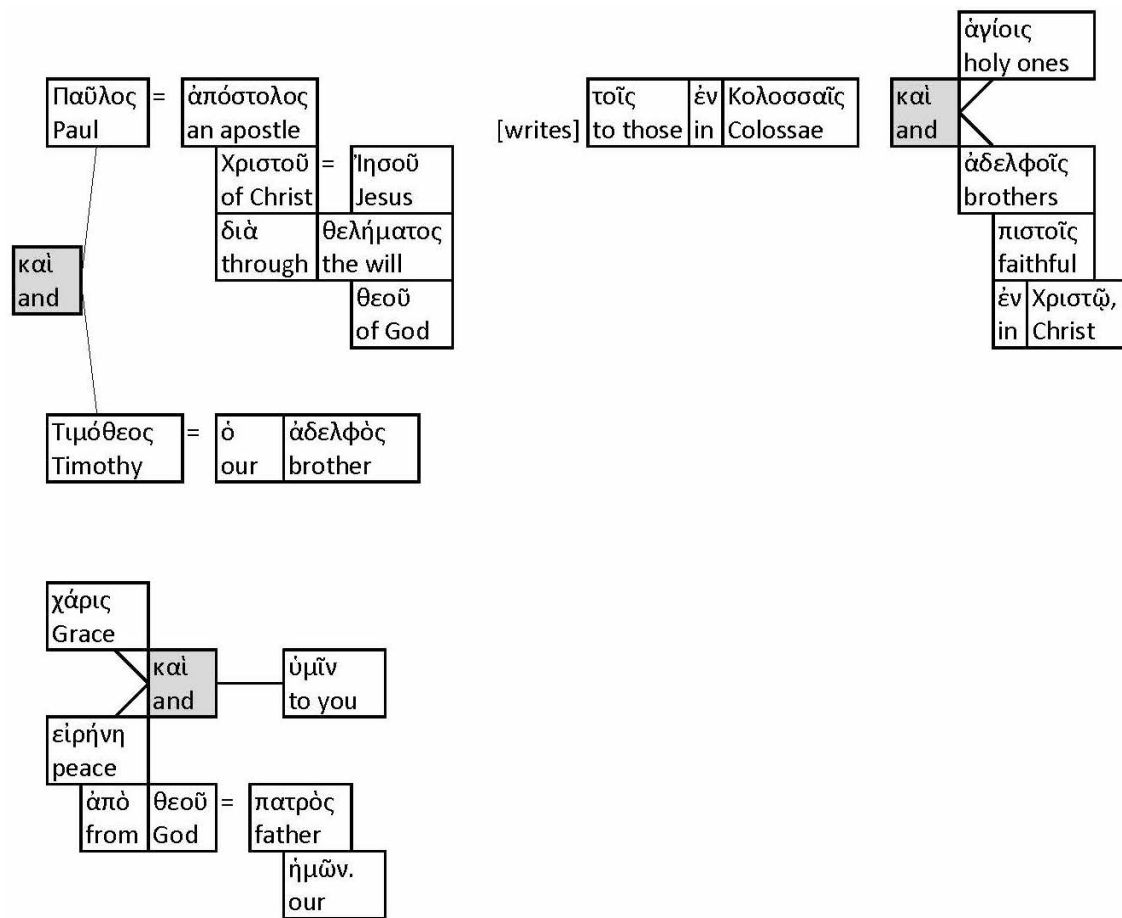 Παῦλος = ἀπόστολος
Paul an apostle
Χριστοῦ = Ἰησοῦ
of Christ Jesus
διὰ θελήματος
through the will
θεοῦ
of God
καὶ
and
Τιμόθεος = ὁ ἀδελφὸς
Timothy our brother
[writes]
τοῖς ἐν Κολοσσαῖς
to those in Colossae
ἁγίοις
holy ones
καὶ
and
ἀδελφοῖς
brothers
πιστοῖς
faithful
ἐν Χριστῷ,
in Christ
χάρις
Grace
καὶ ὑμῖν
and to you
εἰρήνη
peace
ἀπὸ θεοῦ = πατρὸς
from God father
ἡμῶν.
our